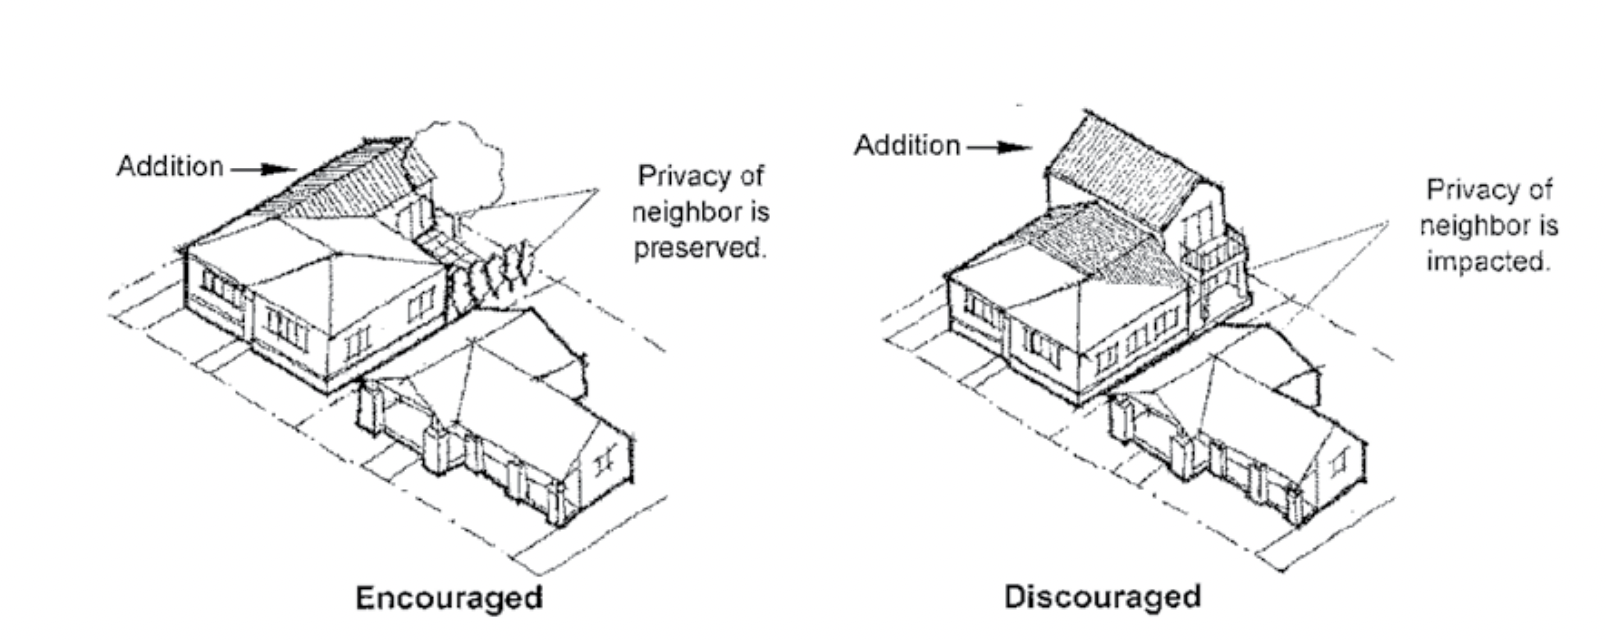 Addition
Privacy of
neighbor is
preserved.
Encouraged
Addition
Privacy of
neighbor is
impacted.
Discouraged